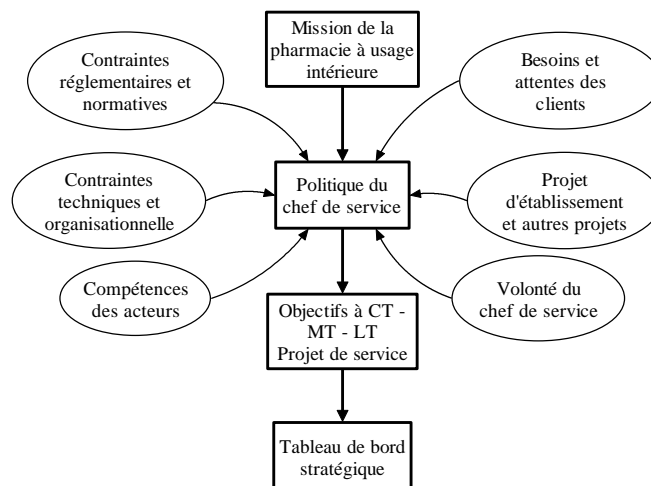 Mission de la
pharmacie à usage
intérieure
Contraintes
réglementaires et
normatives
Besoins et
attentes des
clients
Contraintes
techniques et
organisationnelle
Politique du
chef de service
Projet
d'établissement
et autres projets
Compétences
des acteurs
Objectifs à CT -
MT - LT
Projet de service
Volonté du
chef de service
Tableau de bord
stratégique